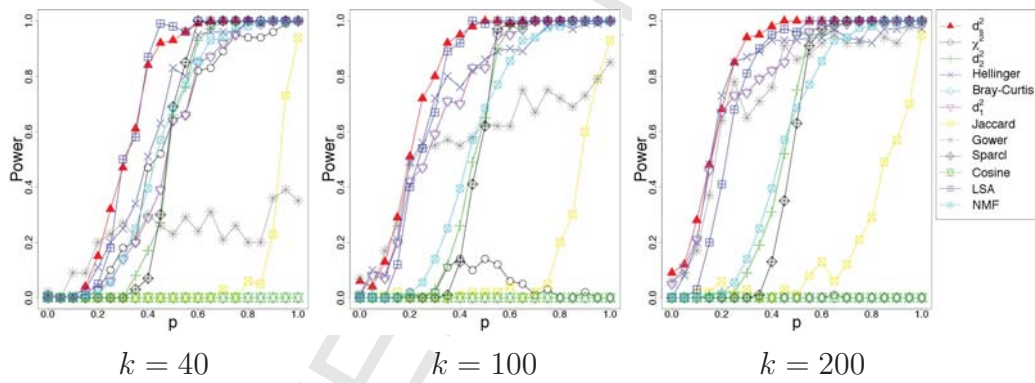 Power
0.0 0.2 0.4 0.6 0.8 1.0
0.0 0.2 0.4 0.6 0.8 1.0
p
k = 40
Power
0.0 0.2 0.4 0.6 0.8 1.0
0.0 0.2 0.4 0.6 0.8 1.0
p
k = 100
Power
0.0 0.2 0.4 0.6 0.8 1.0
0.0 0.2 0.4 0.6 0.8 1.0
p
k = 200
d²
χ²
d₂²
Hellinger
Bray-Curtis
d₁²
Jaccard
Gower
Sparcl
Cosine
LSA
NMF